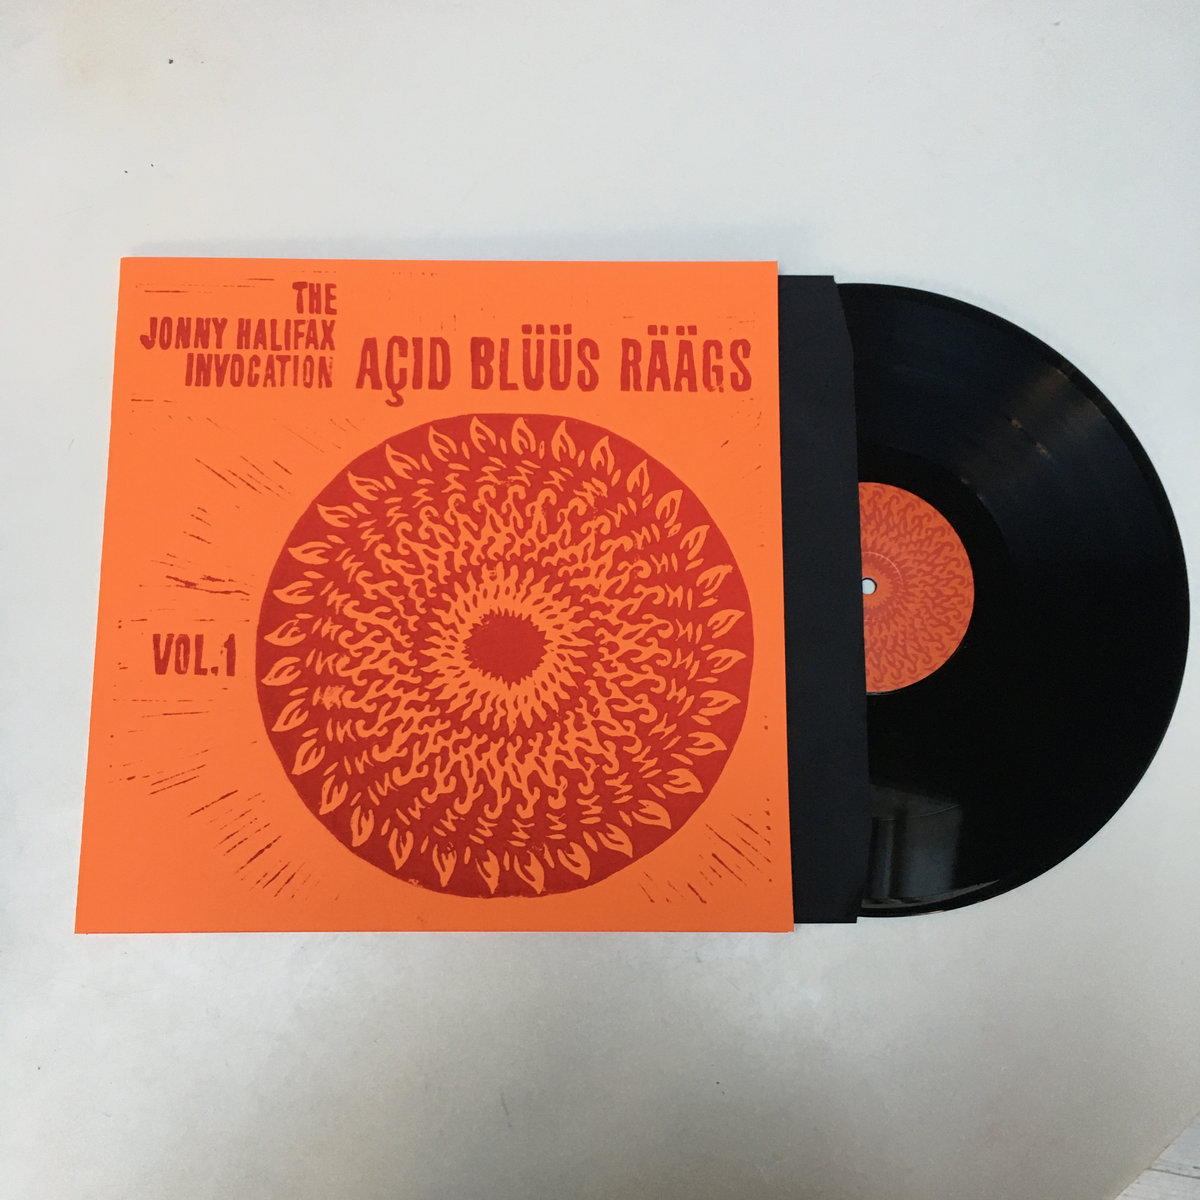 THE
JONNY HALIFAX
INVOCATION
AÇID BLÜÜS RÄÄGS
VOL.1